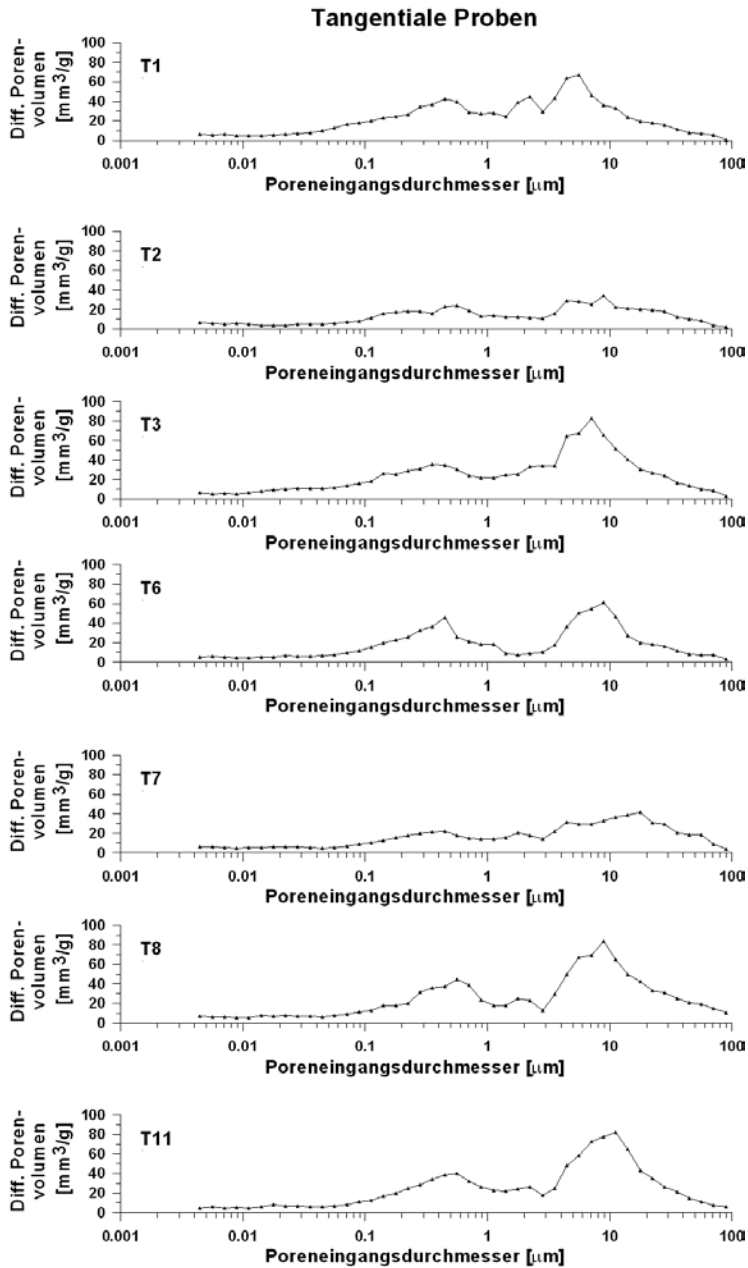 Tangentiale Proben
Diff. Poren-
volumen
[mm³/g]
100
80
60
40
20
0
T1
0.001 0.01 0.1 1 10 100
Poreneingangsdurchmesser [μm]
Diff. Poren-
volumen
[mm³/g]
100
80
60
40
20
0
T2
0.001 0.01 0.1 1 10 100
Poreneingangsdurchmesser [μm]
Diff. Poren-
volumen
[mm³/g]
100
80
60
40
20
0
T3
0.001 0.01 0.1 1 10 100
Poreneingangsdurchmesser [μm]
Diff. Poren-
volumen
[mm³/g]
100
80
60
40
20
0
T6
0.001 0.01 0.1 1 10 100
Poreneingangsdurchmesser [μm]
Diff. Poren-
volumen
[mm³/g]
100
80
60
40
20
0
T7
0.001 0.01 0.1 1 10 100
Poreneingangsdurchmesser [μm]
Diff. Poren-
volumen
[mm³/g]
100
80
60
40
20
0
T8
0.001 0.01 0.1 1 10 100
Poreneingangsdurchmesser [μm]
Diff. Poren-
volumen
[mm³/g]
100
80
60
40
20
0
T11
0.001 0.01 0.1 1 10 100
Poreneingangsdurchmesser [μm]